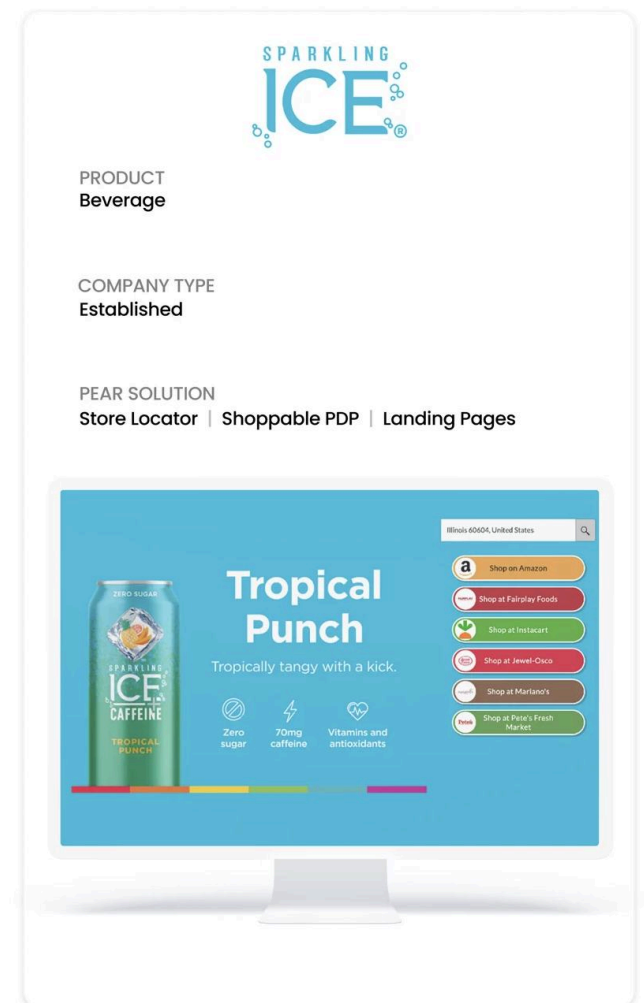 SPARKLING
ICE®
PRODUCT
Beverage
COMPANY TYPE
Established
PEAR SOLUTION
Store Locator | Shoppable PDP | Landing Pages
Illinois 60604, United States
a
Shop on Amazon
Shop at Fairplay Foods
Shop at Instacart
Shop at Jewel-Osco
Shop at Mariano's
Pete's
Shop at Pete's Fresh
Market
ZERO SUGAR
SPARKLING
ICE
CAFFEINE
TROPICAL
PUNCH
Tropical
Punch
Tropically tangy with a kick.
Zero
sugar
70mg
caffeine
Vitamins and
antioxidants